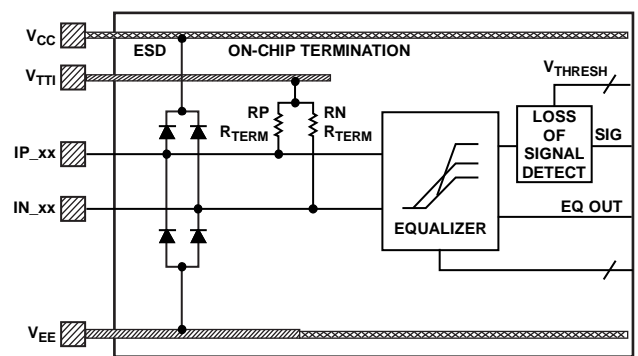 VCC
ESD
ON-CHIP TERMINATION
VTTI
VTHRESH
RP
RN
RTERM
RTERM
LOSS
OF
SIGNAL
DETECT
SIG
IP_xx
IN_xx
EQ OUT
EQUALIZER
VEE